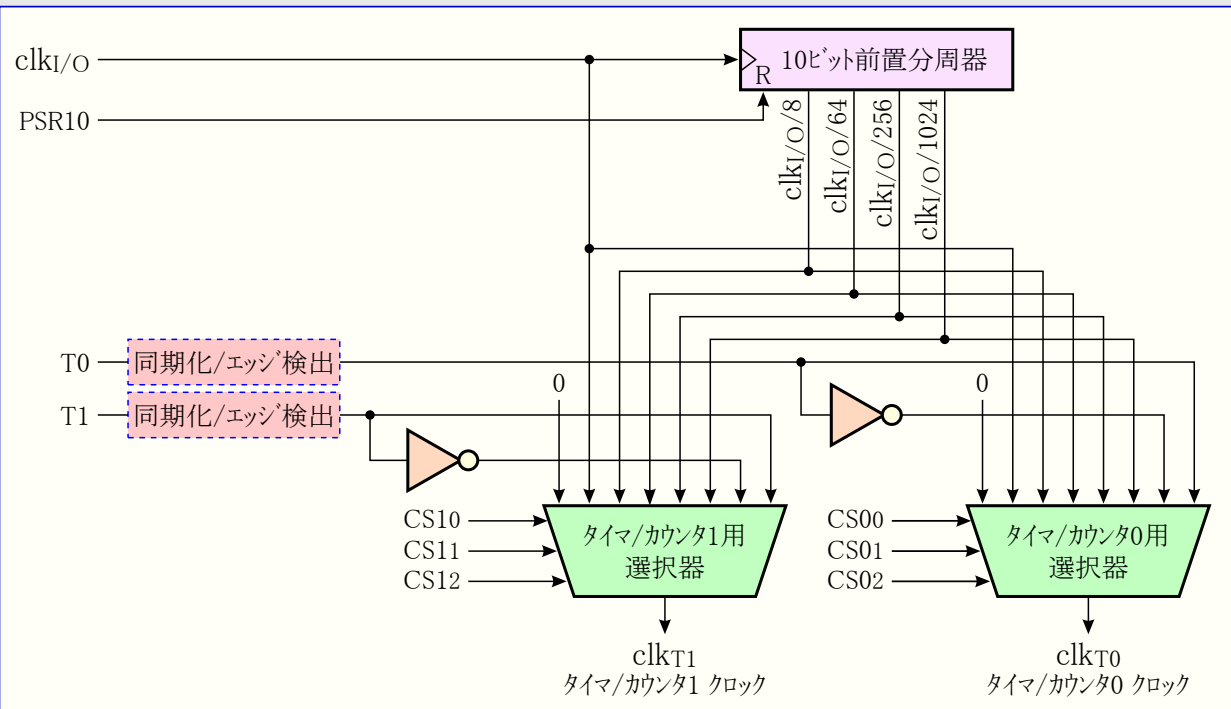 clkI/O
10ビット前置分周器
R
PSR10
clkI/O/8
clkI/O/64
clkI/O/256
clkI/O/1024
T0
同期化/エッジ検出
T1
同期化/エッジ検出
0
0
CS10
CS11
CS12
タイマ/カウンタ1用
選択器
CS00
CS01
CS02
タイマ/カウンタ0用
選択器
clkT1
タイマ/カウンタ1 クロック
clkT0
タイマ/カウンタ0 クロック